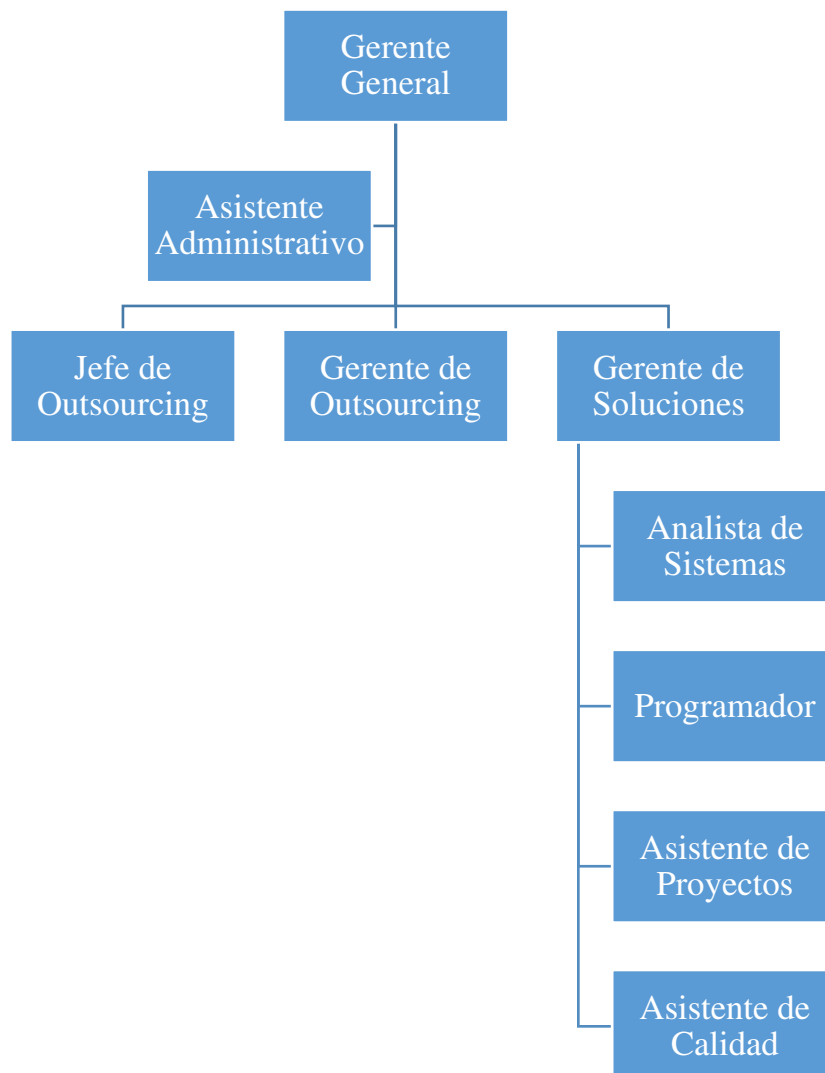 Gerente
General
Asistente
Administrativo
Jefe de
Outsourcing
Gerente de
Outsourcing
Gerente de
Soluciones
Analista de
Sistemas
Programador
Asistente de
Proyectos
Asistente de
Calidad